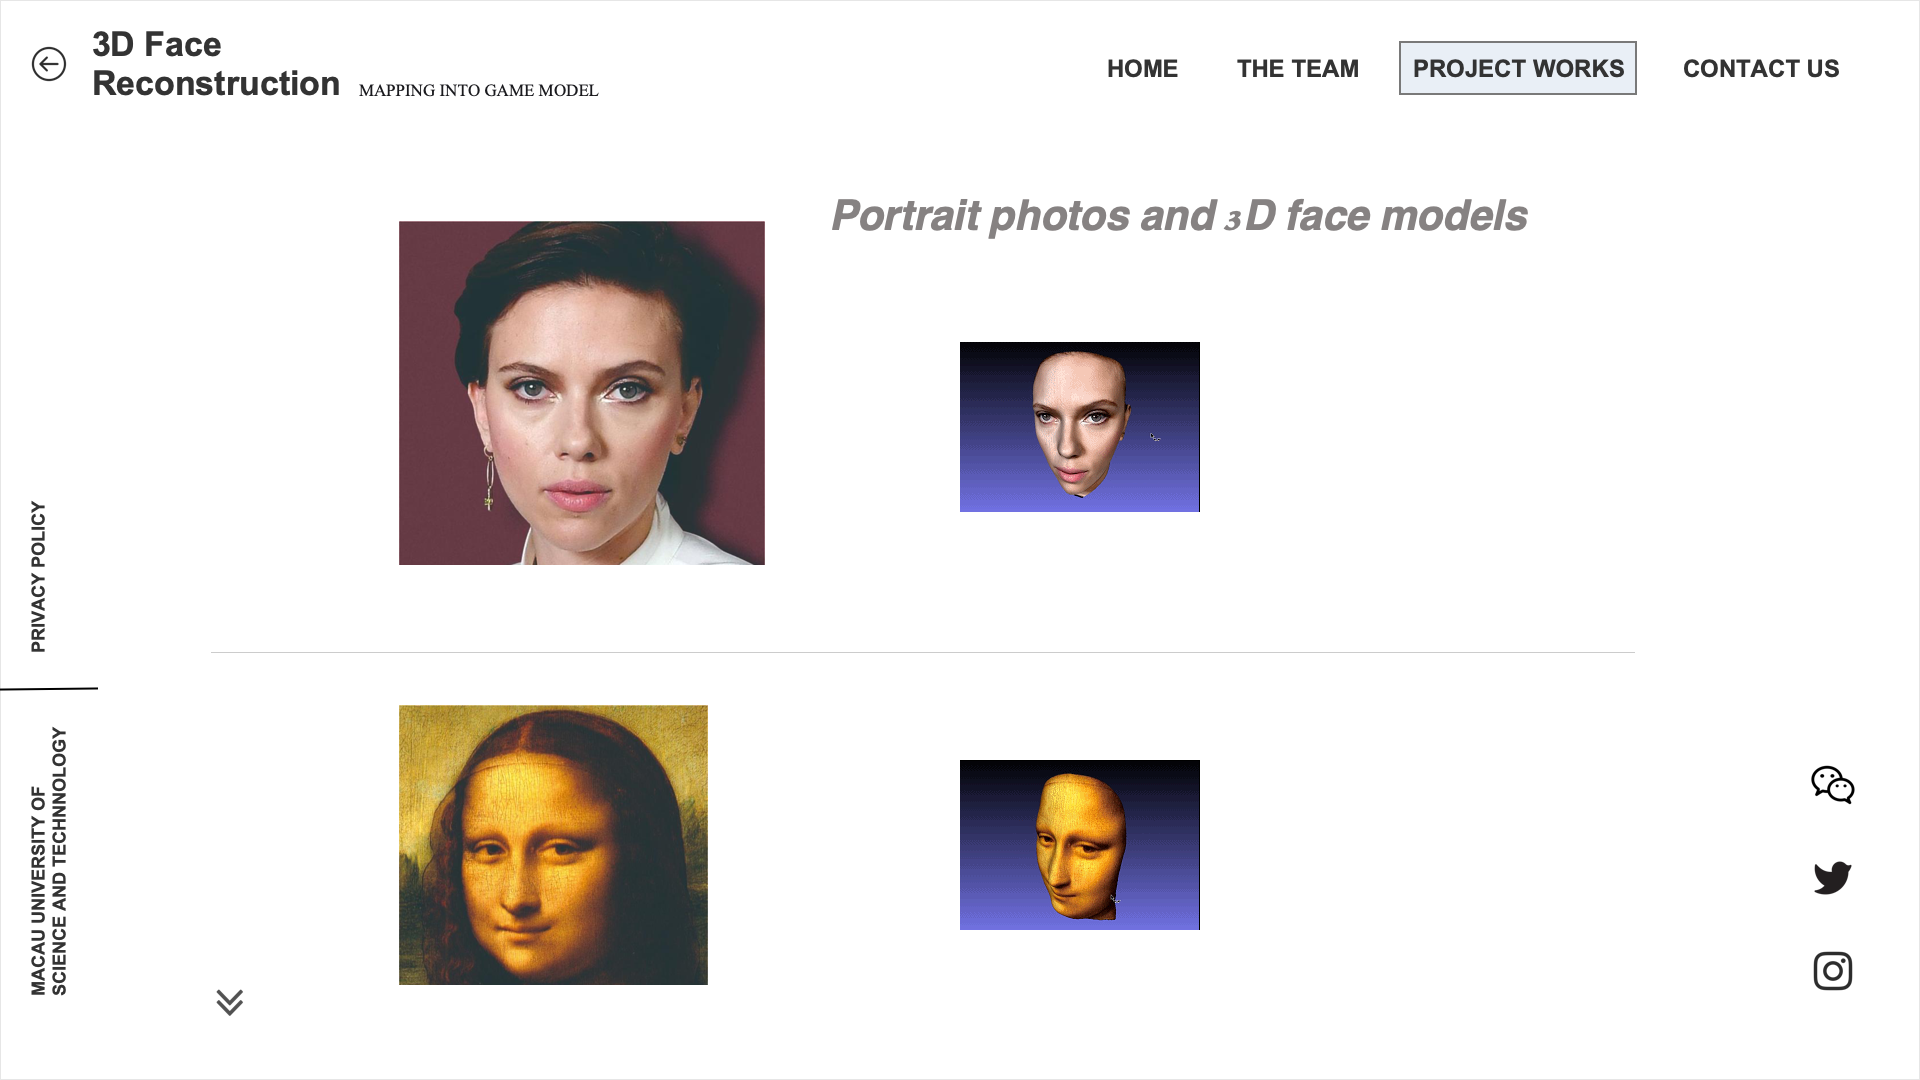 3D Face
Reconstruction
MAPPING INTO GAME MODEL
HOME
THE TEAM
PROJECT WORKS
CONTACT US
Portrait photos and 3D face models
PRIVACY POLICY
MACAU UNIVERSITY OF
SCIENCE AND TECHNNOLOGY